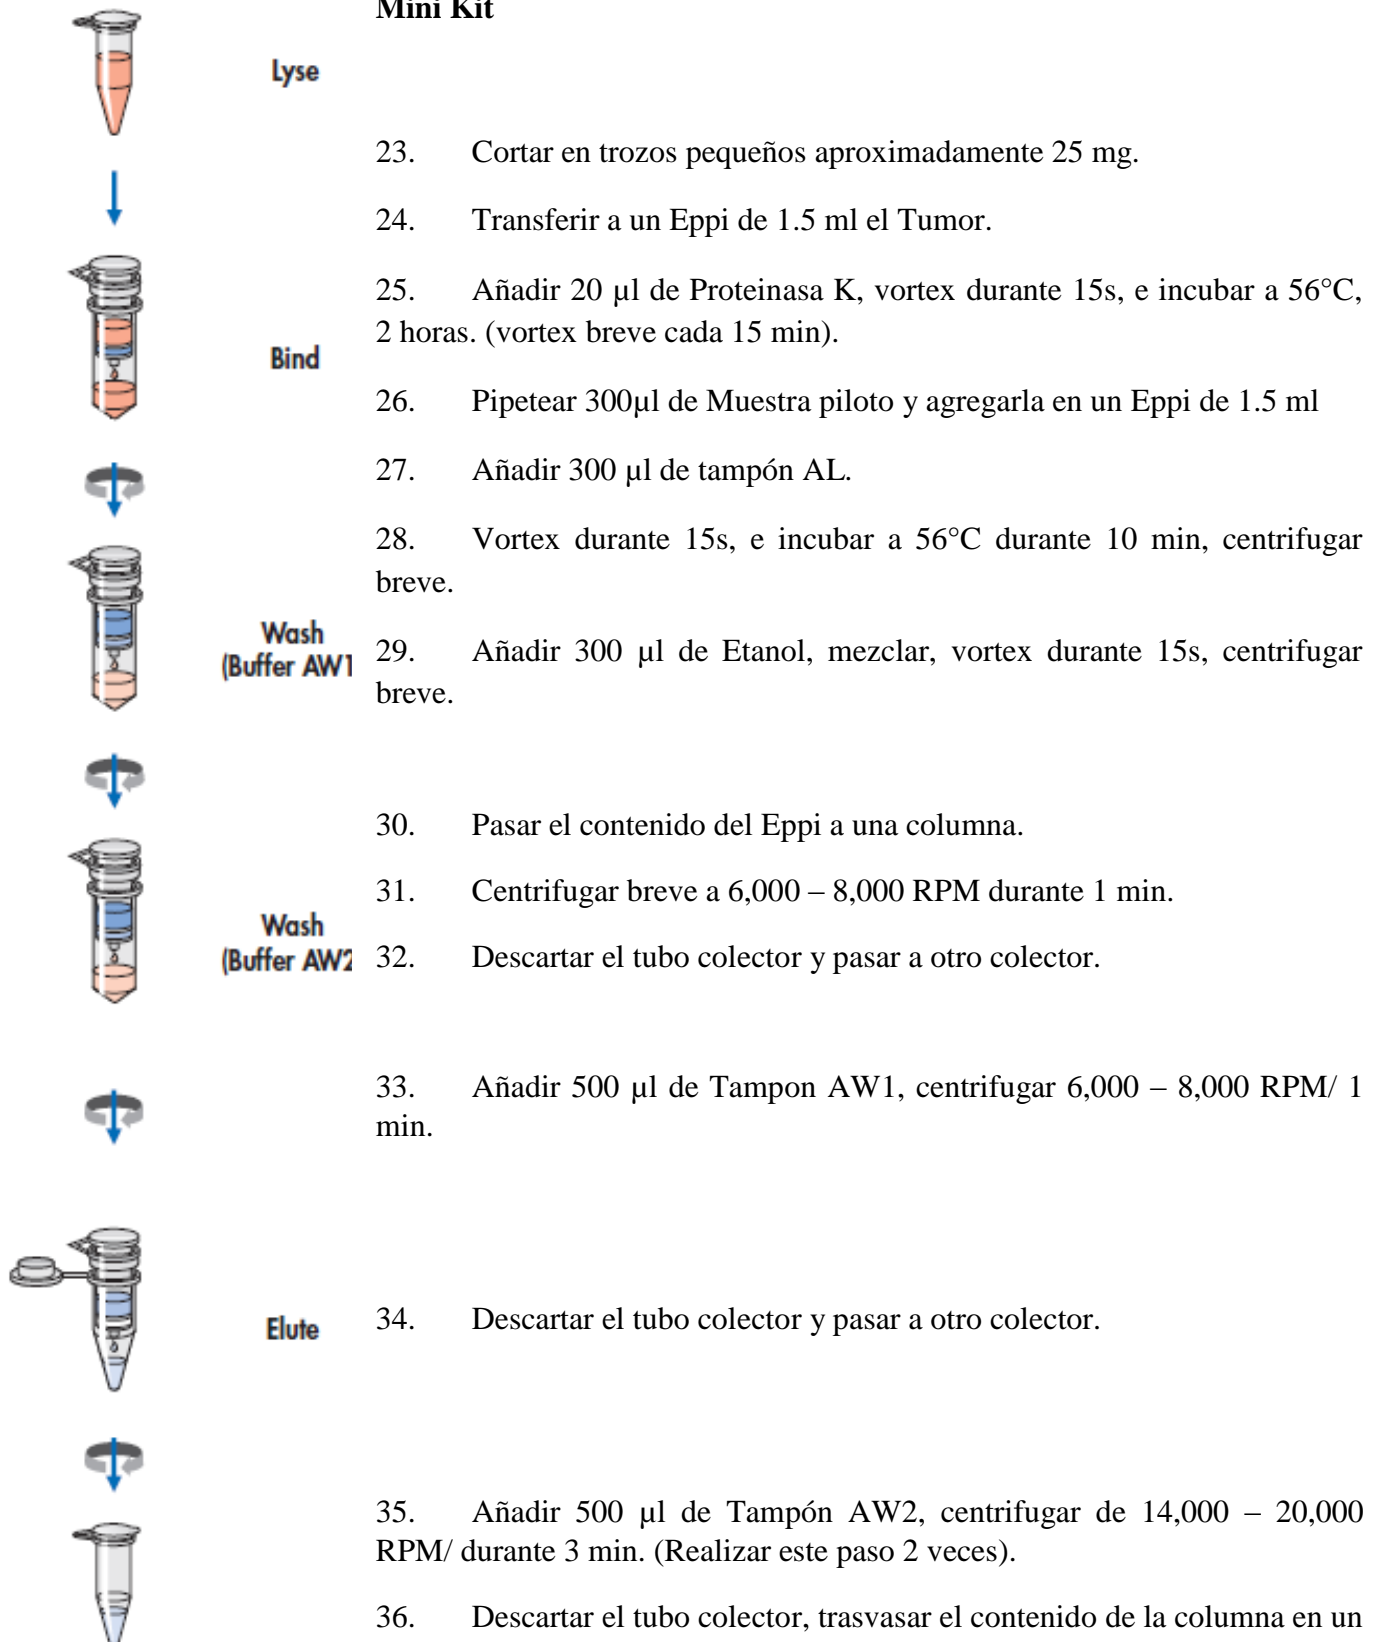 Mini Kit
Lyse
23. Cortar en trozos pequeños aproximadamente 25 mg.
24. Transferir a un Eppi de 1.5 ml el Tumor.
25. Añadir 20 µl de Proteinasa K, vortex durante 15s, e incubar a 56°C,
2 horas. (vortex breve cada 15 min).
Bind
26. Pipetear 300µl de Muestra piloto y agregarla en un Eppi de 1.5 ml
27. Añadir 300 µl de tampón AL.
28. Vortex durante 15s, e incubar a 56°C durante 10 min, centrifugar
breve.
Wash
(Buffer AW1
29. Añadir 300 µl de Etanol, mezclar, vortex durante 15s, centrifugar
breve.
30. Pasar el contenido del Eppi a una columna.
31. Centrifugar breve a 6,000 – 8,000 RPM durante 1 min.
Wash
(Buffer AW2
32. Descartar el tubo colector y pasar a otro colector.
33. Añadir 500 µl de Tampon AW1, centrifugar 6,000 – 8,000 RPM/ 1
min.
Elute
34. Descartar el tubo colector y pasar a otro colector.
35. Añadir 500 µl de Tampón AW2, centrifugar de 14,000 – 20,000
RPM/ durante 3 min. (Realizar este paso 2 veces).
36. Descartar el tubo colector, trasvasar el contenido de la columna en un